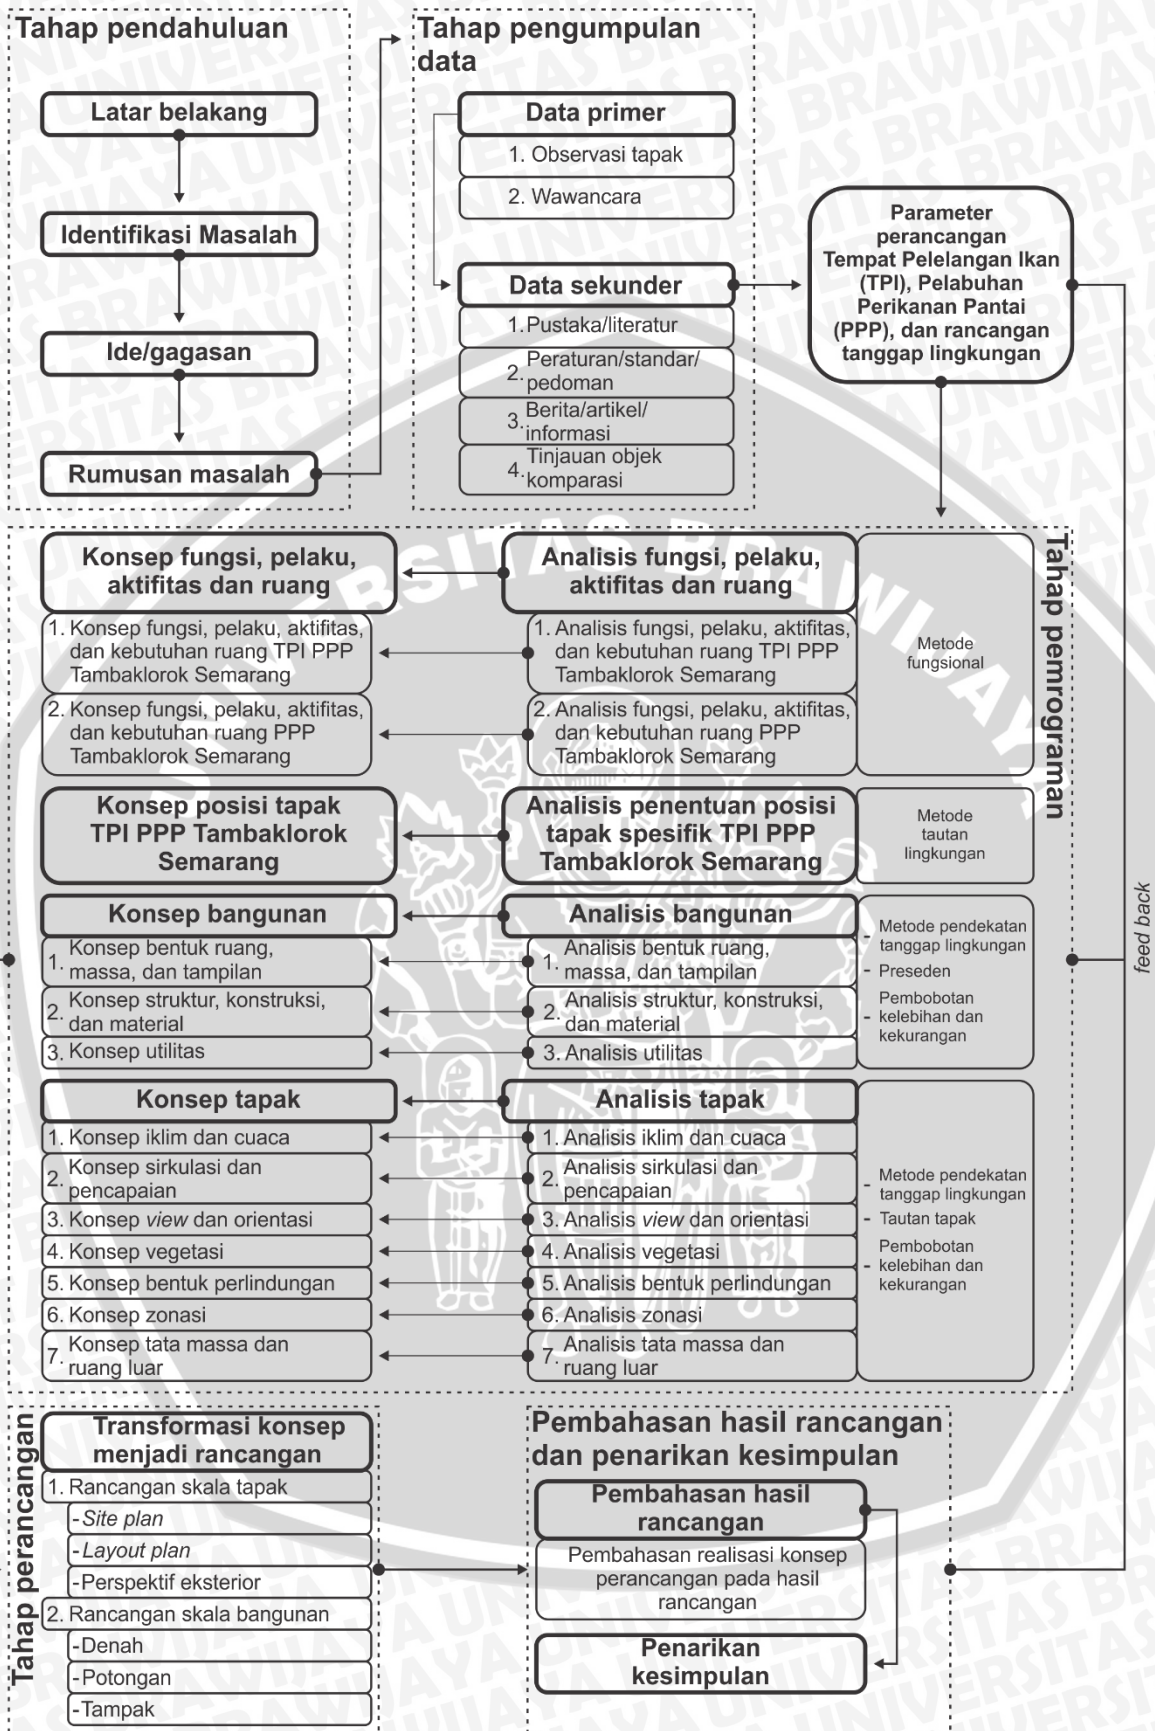 Tahap pendahuluan
Latar belakang
Identifikasi Masalah
Ide/gagasan
Rumusan masalah
Tahap pengumpulan
data
Data primer
1. Observasi tapak
2. Wawancara
Data sekunder
1. Pustaka/literatur
2. Peraturan/standar/
pedoman
3. Berita/artikel/
informasi
4. Tinjauan objek
komparasi
Parameter
perancangan
Tempat Pelelangan Ikan
(TPI), Pelabuhan
Perikanan Pantai
(PPP), dan rancangan
tanggap lingkungan
Tahap pemrograman
Konsep fungsi, pelaku,
aktifitas dan ruang
1. Konsep fungsi, pelaku, aktifitas,
dan kebutuhan ruang TPI PPP
Tambaklorok Semarang
2. Konsep fungsi, pelaku, aktifitas,
dan kebutuhan ruang PPP
Tambaklorok Semarang
Analisis fungsi, pelaku,
aktifitas dan ruang
1. Analisis fungsi, pelaku, aktifitas,
dan kebutuhan ruang TPI PPP
Tambaklorok Semarang
2. Analisis fungsi, pelaku, aktifitas,
dan kebutuhan ruang PPP
Tambaklorok Semarang
Metode
fungsional
Konsep posisi tapak
TPI PPP Tambaklorok
Semarang
Analisis penentuan posisi
tapak spesifik TPI PPP
Tambaklorok Semarang
Metode
tautan
lingkungan
Konsep bangunan
1. Konsep bentuk ruang,
massa, dan tampilan
2. Konsep struktur, konstruksi,
dan material
3. Konsep utilitas
Analisis bangunan
1. Analisis bentuk ruang,
massa, dan tampilan
2. Analisis struktur, konstruksi,
dan material
3. Analisis utilitas
- Metode pendekatan
tanggap lingkungan
- Preseden
- Pembobotan
kelebihan dan
kekurangan
Konsep tapak
1. Konsep iklim dan cuaca
2. Konsep sirkulasi dan
pencapaian
3. Konsep view dan orientasi
4. Konsep vegetasi
5. Konsep bentuk perlindungan
6. Konsep zonasi
7. Konsep tata massa dan
ruang luar
Analisis tapak
1. Analisis iklim dan cuaca
2. Analisis sirkulasi dan
pencapaian
3. Analisis view dan orientasi
4. Analisis vegetasi
5. Analisis bentuk perlindungan
6. Analisis zonasi
7. Analisis tata massa dan
ruang luar
- Metode pendekatan
tanggap lingkungan
- Tautan tapak
- Pembobotan
kelebihan dan
kekurangan
feed back
Tahap perancangan
Transformasi konsep
menjadi rancangan
1. Rancangan skala tapak
-Site plan
-Layout plan
-Perspektif eksterior
2. Rancangan skala bangunan
-Denah
-Potongan
-Tampak
Pembahasan hasil rancangan
dan penarikan kesimpulan
Pembahasan hasil
rancangan
Pembahasan realisasi konsep
perancangan pada hasil
rancangan
Penarikan
kesimpulan
UNIVERSITAS BRAWIJAYA